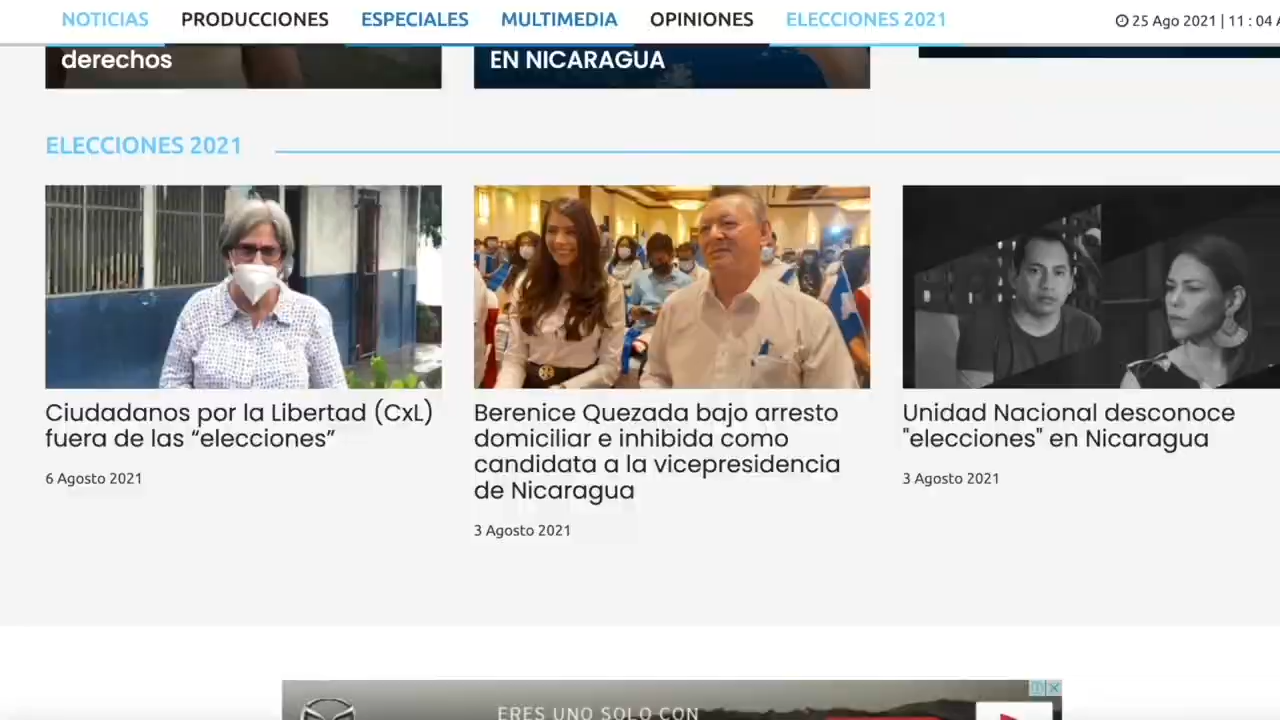 NOTICIAS PRODUCCIONES ESPECIALES MULTIMEDIA OPINIONES ELECCIONES 2021 25 Ago 2021 | 11 : 04
derechos
EN NICARAGUA
ELECCIONES 2021
Ciudadanos por la Libertad (CxL)
fuera de las “elecciones”
6 Agosto 2021
Berenice Quezada bajo arresto
domiciliar e inhibida como
candidata a la vicepresidencia
de Nicaragua
3 Agosto 2021
Unidad Nacional desconoce
"elecciones" en Nicaragua
3 Agosto 2021
ERES UNO SOLO CON